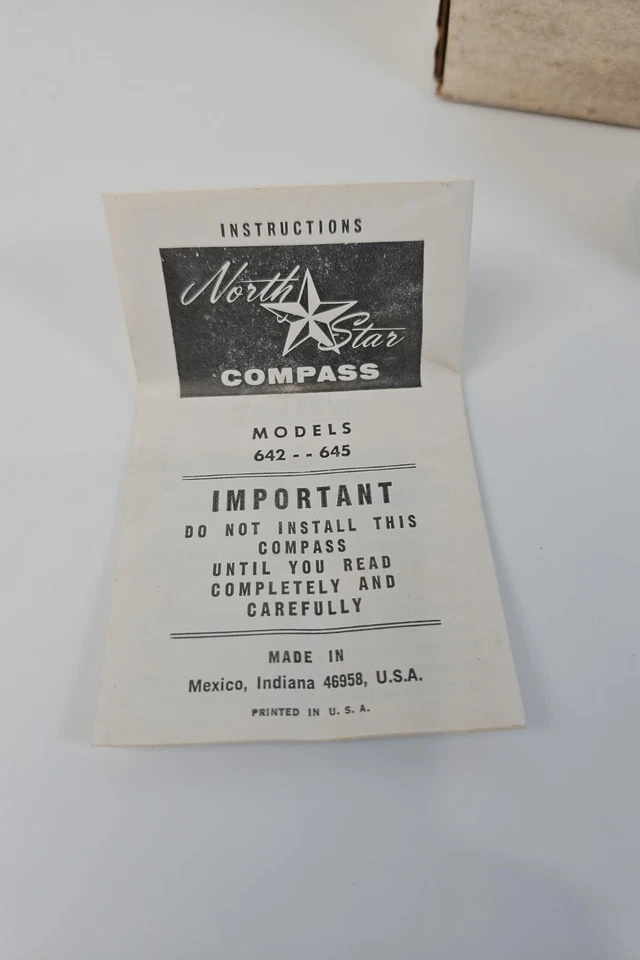 INSTRUCTIONS
North
Star
COMPASS
MODELS
642 - - 645
IMPORTANT
DO NOT INSTALL THIS
COMPASS
UNTIL YOU READ
COMPLETELY AND
CAREFULLY
MADE IN
Mexico, Indiana 46958, U.S.A.
PRINTED IN U. S. A.